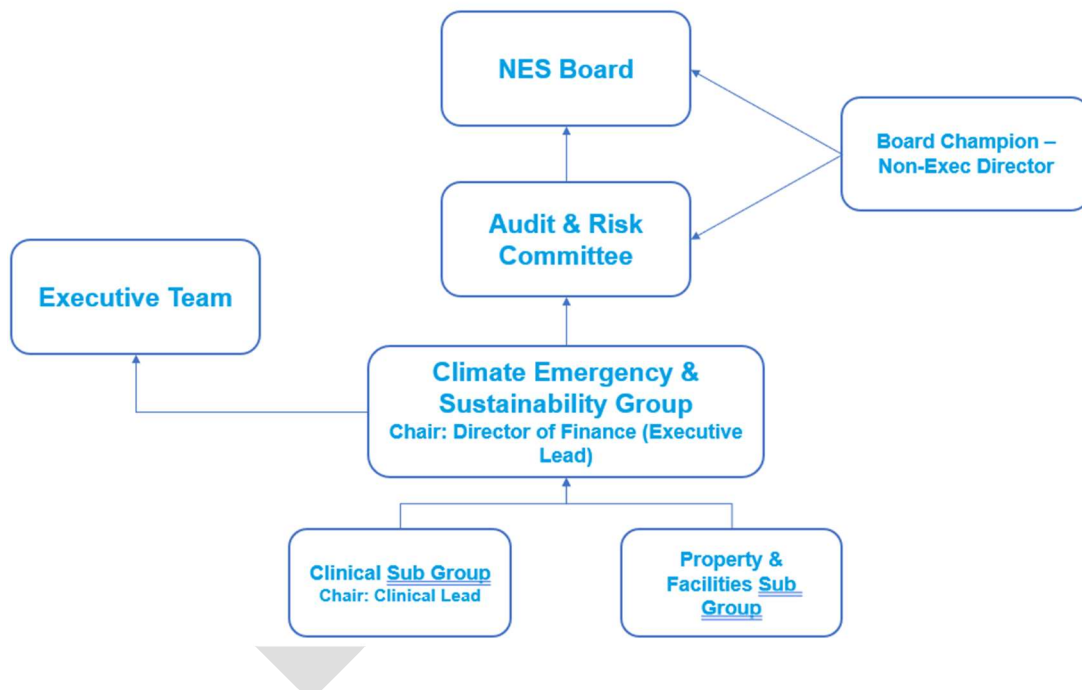 NES Board
Board Champion –
Non-Exec Director
Audit & Risk
Committee
Executive Team
Climate Emergency &
Sustainability Group
Chair: Director of Finance (Executive
Lead)
Clinical Sub Group
Chair: Clinical Lead
Property &
Facilities Sub
Group